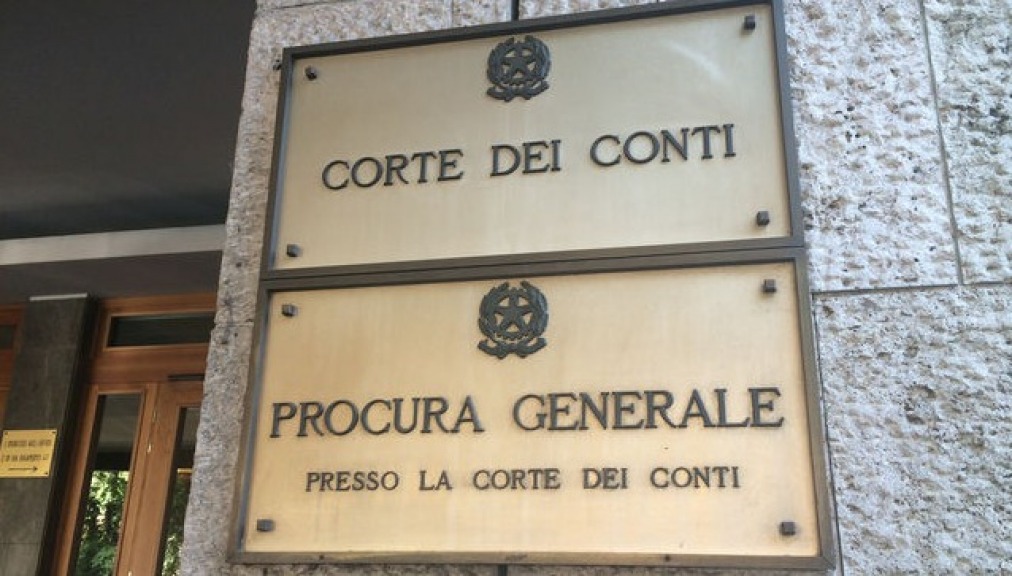 CORTE DEI CONTI
PROCURA GENERALE
PRESSO LA CORTE DEI CONTI